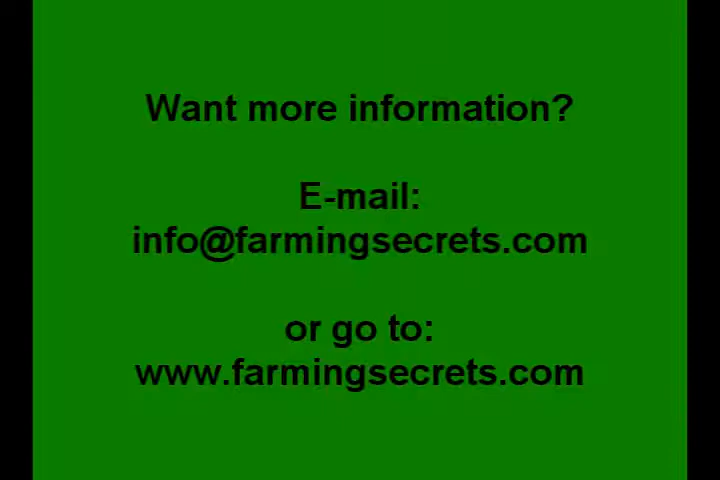 Want more information?
E-mail:
info@farmingsecrets.com
or go to:
www.farmingsecrets.com